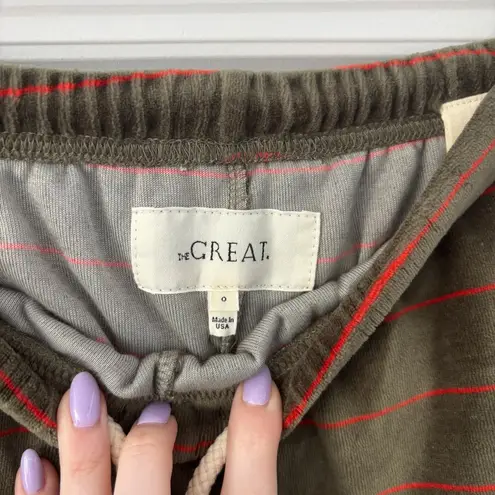 THE GREAT.
0
Made In
USA